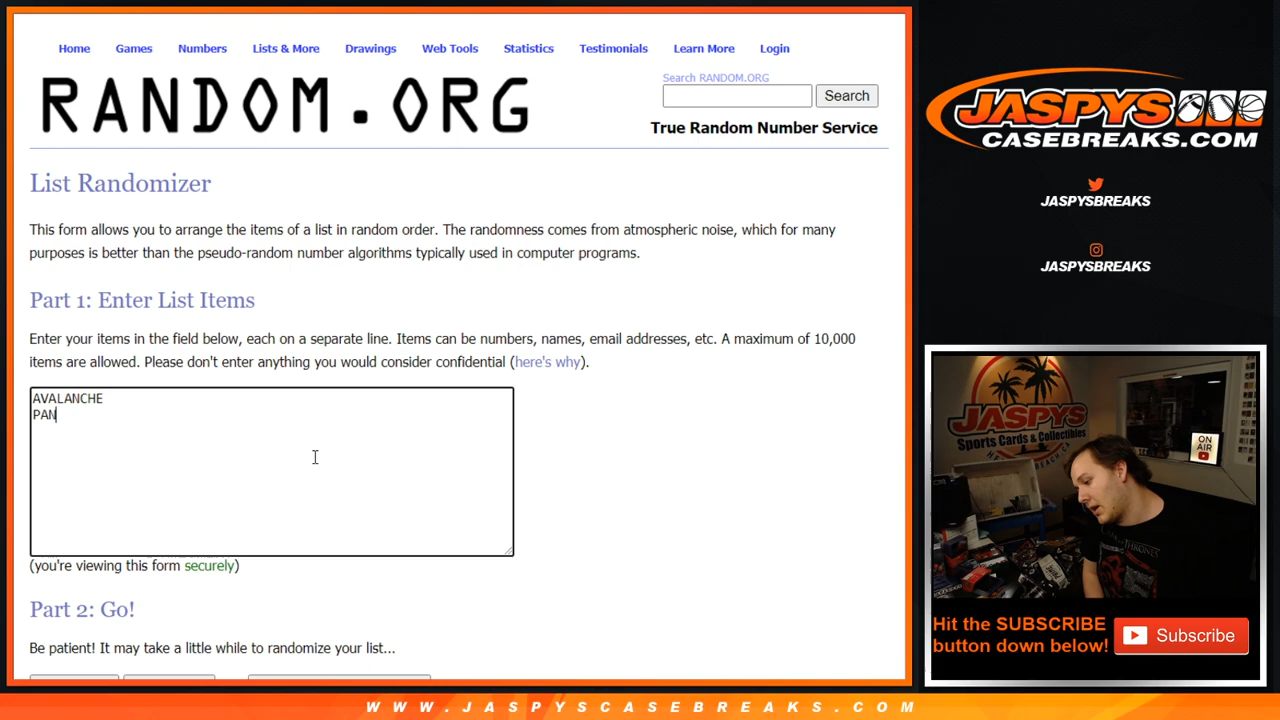 Home Games Numbers Lists & More Drawings Web Tools Statistics Testimonials Learn More Login
RANDOM.ORG
Search RANDOM.ORG
Search
True Random Number Service
List Randomizer
This form allows you to arrange the items of a list in random order. The randomness comes from atmospheric noise, which for many
purposes is better than the pseudo-random number algorithms typically used in computer programs.
Part 1: Enter List Items
Enter your items in the field below, each on a separate line. Items can be numbers, names, email addresses, etc. A maximum of 10,000
items are allowed. Please don't enter anything you would consider confidential (here's why).
AVALANCHE
PAN
(you're viewing this form securely)
Part 2: Go!
Be patient! It may take a little while to randomize your list...
JASPYS
CASEBREAKS.COM
JASPYSBREAKS
JASPYSBREAKS
JASPYS
Sports Cards & Collectibles
ON
AIR
Hit the SUBSCRIBE
button down below!
Subscribe
WWW.JASPYSCASEBREAKS.COM